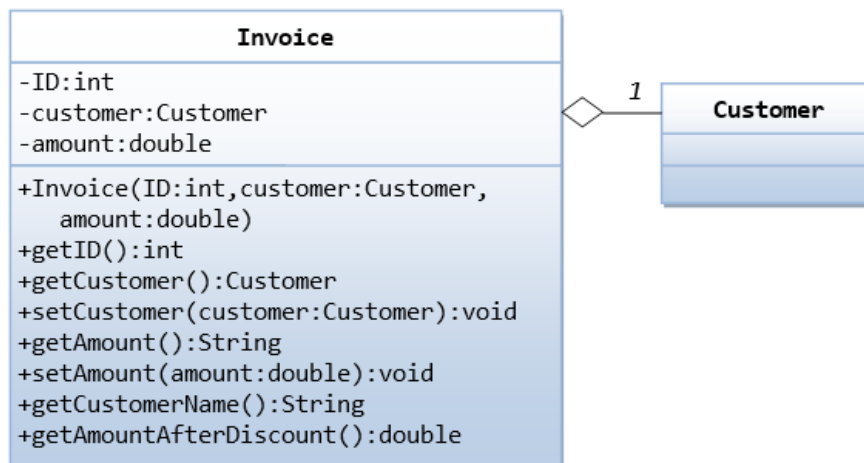 Invoice
-ID:int
-customer:Customer
-amount:double
+Invoice(ID:int,customer:Customer,
amount:double)
+getID():int
+getCustomer():Customer
+setCustomer(customer:Customer):void
+getAmount():String
+setAmount(amount:double):void
+getCustomerName():String
+getAmountAfterDiscount():double
1
Customer